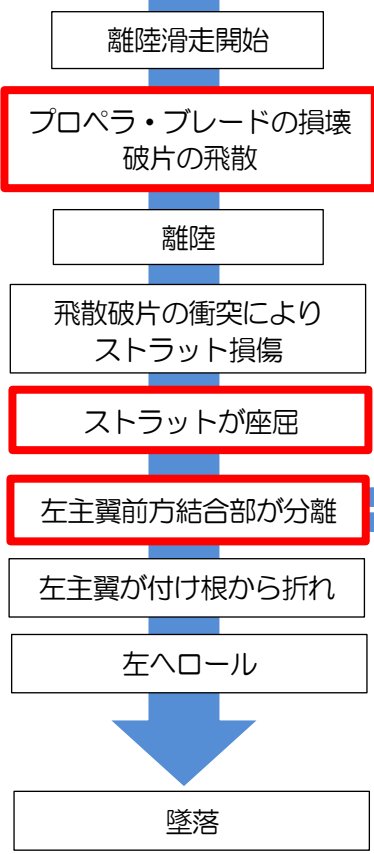 離陸滑走開始
プロペラ・ブレードの損壊
破片の飛散
離陸
飛散破片の衝突により
ストラット損傷
ストラットが座屈
左主翼前方結合部が分離
左主翼が付け根から折れ
左へロール
墜落